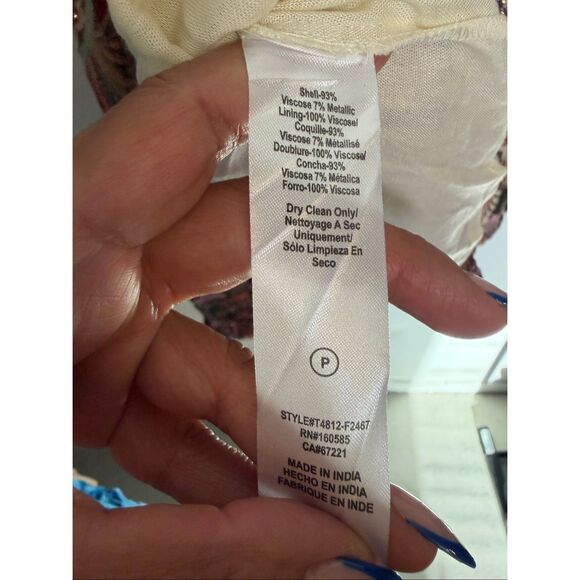 Shell-93%
Viscose 7% Metallic
Lining-100% Viscose/
Coquille-93%
Viscose 7% Métallisé
Doublure-100% Viscose/
Concha-93%
Viscosa 7% Metálica
Forro-100% Viscosa
Dry Clean Only/
Nettoyage A Sec
Uniquement/
Sólo Limpieza En
Seco
P
STYLE#T4812-F2467
RN#160585
CA#67221
MADE IN INDIA
HECHO EN INDIA
FABRIQUE EN INDE